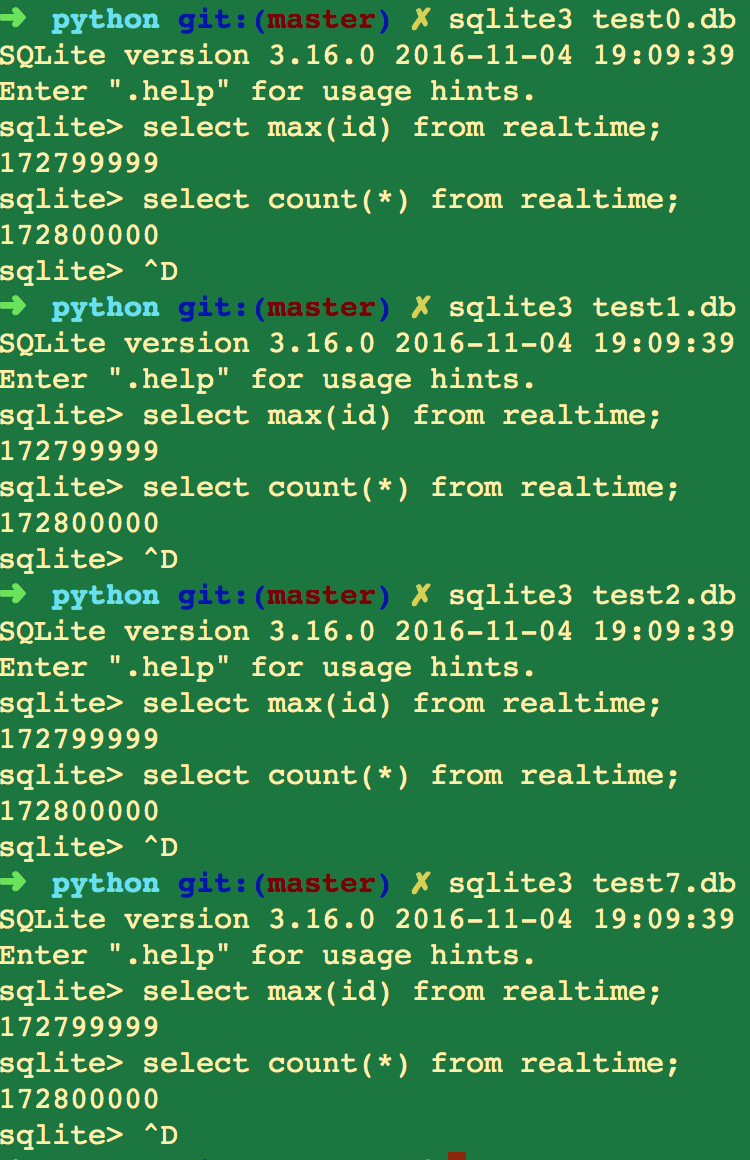 ➜ python git:(master) ✗ sqlite3 test0.db
SQLite version 3.16.0 2016-11-04 19:09:39
Enter ".help" for usage hints.
sqlite> select max(id) from realtime;
172799999
sqlite> select count(*) from realtime;
172800000
sqlite> ^D
➜ python git:(master) ✗ sqlite3 test1.db
SQLite version 3.16.0 2016-11-04 19:09:39
Enter ".help" for usage hints.
sqlite> select max(id) from realtime;
172799999
sqlite> select count(*) from realtime;
172800000
sqlite> ^D
➜ python git:(master) ✗ sqlite3 test2.db
SQLite version 3.16.0 2016-11-04 19:09:39
Enter ".help" for usage hints.
sqlite> select max(id) from realtime;
172799999
sqlite> select count(*) from realtime;
172800000
sqlite> ^D
➜ python git:(master) ✗ sqlite3 test7.db
SQLite version 3.16.0 2016-11-04 19:09:39
Enter ".help" for usage hints.
sqlite> select max(id) from realtime;
172799999
sqlite> select count(*) from realtime;
172800000
sqlite> ^D